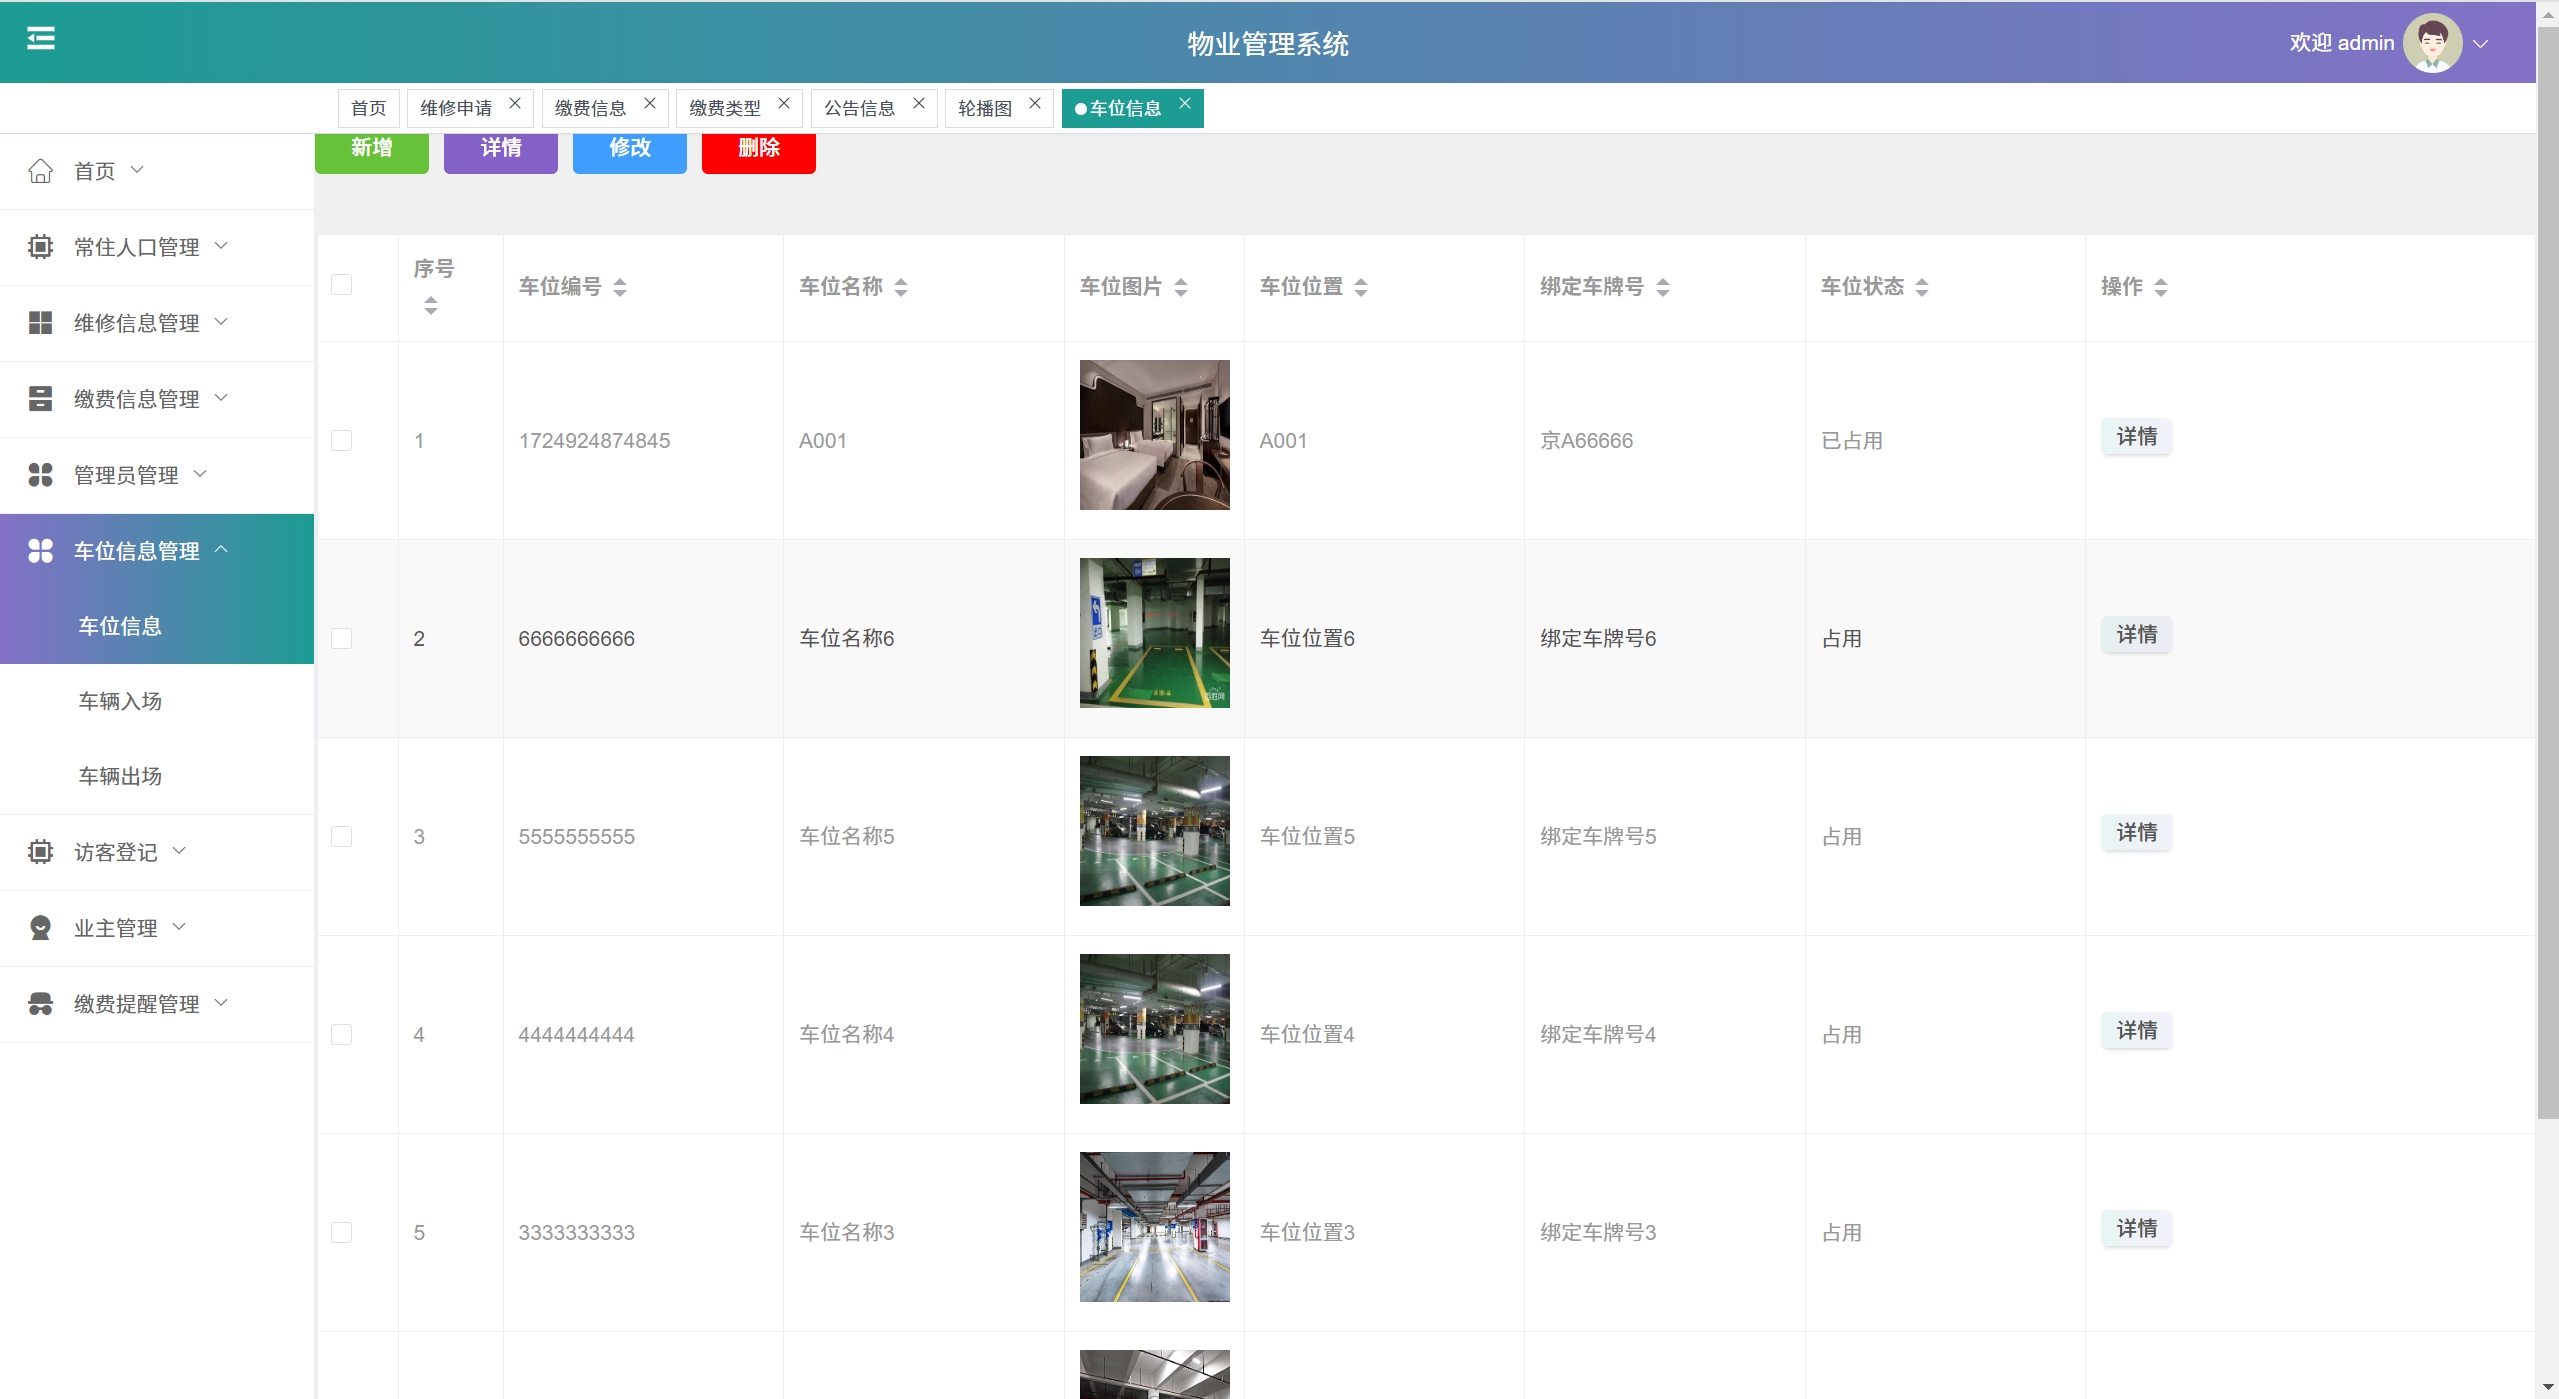 物业管理系统
欢迎 admin
首页 维修申请 缴费信息 缴费类型 公告信息 轮播图 车位信息
新增 详情 修改 删除
首页
常住人口管理
维修信息管理
缴费信息管理
管理员管理
车位信息管理
车位信息
车辆入场
车辆出场
访客登记
业主管理
缴费提醒管理
序号 车位编号 车位名称 车位图片 车位位置 绑定车牌号 车位状态 操作
1 1724924874845 A001 A001 京A66666 已占用 详情
2 6666666666 车位名称6 车位位置6 绑定车牌号6 占用 详情
3 5555555555 车位名称5 车位位置5 绑定车牌号5 占用 详情
4 4444444444 车位名称4 车位位置4 绑定车牌号4 占用 详情
5 3333333333 车位名称3 车位位置3 绑定车牌号3 占用 详情